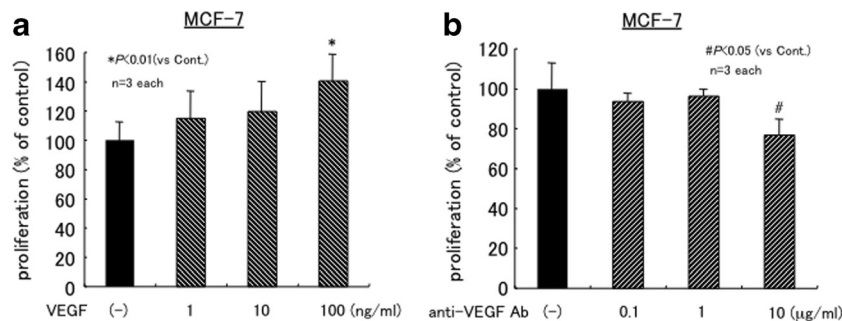 a
MCF-7
*P<0.01(vs Cont.)
n=3 each
*
160
140
120
100
80
60
40
20
0
proliferation (% of control)
VEGF (-) 1 10 100 (ng/ml)
b
MCF-7
#P<0.05 (vs Cont.)
n=3 each
#
120
100
80
60
40
20
0
proliferation (% of control)
anti-VEGF Ab (-) 0.1 1 10 (μg/ml)